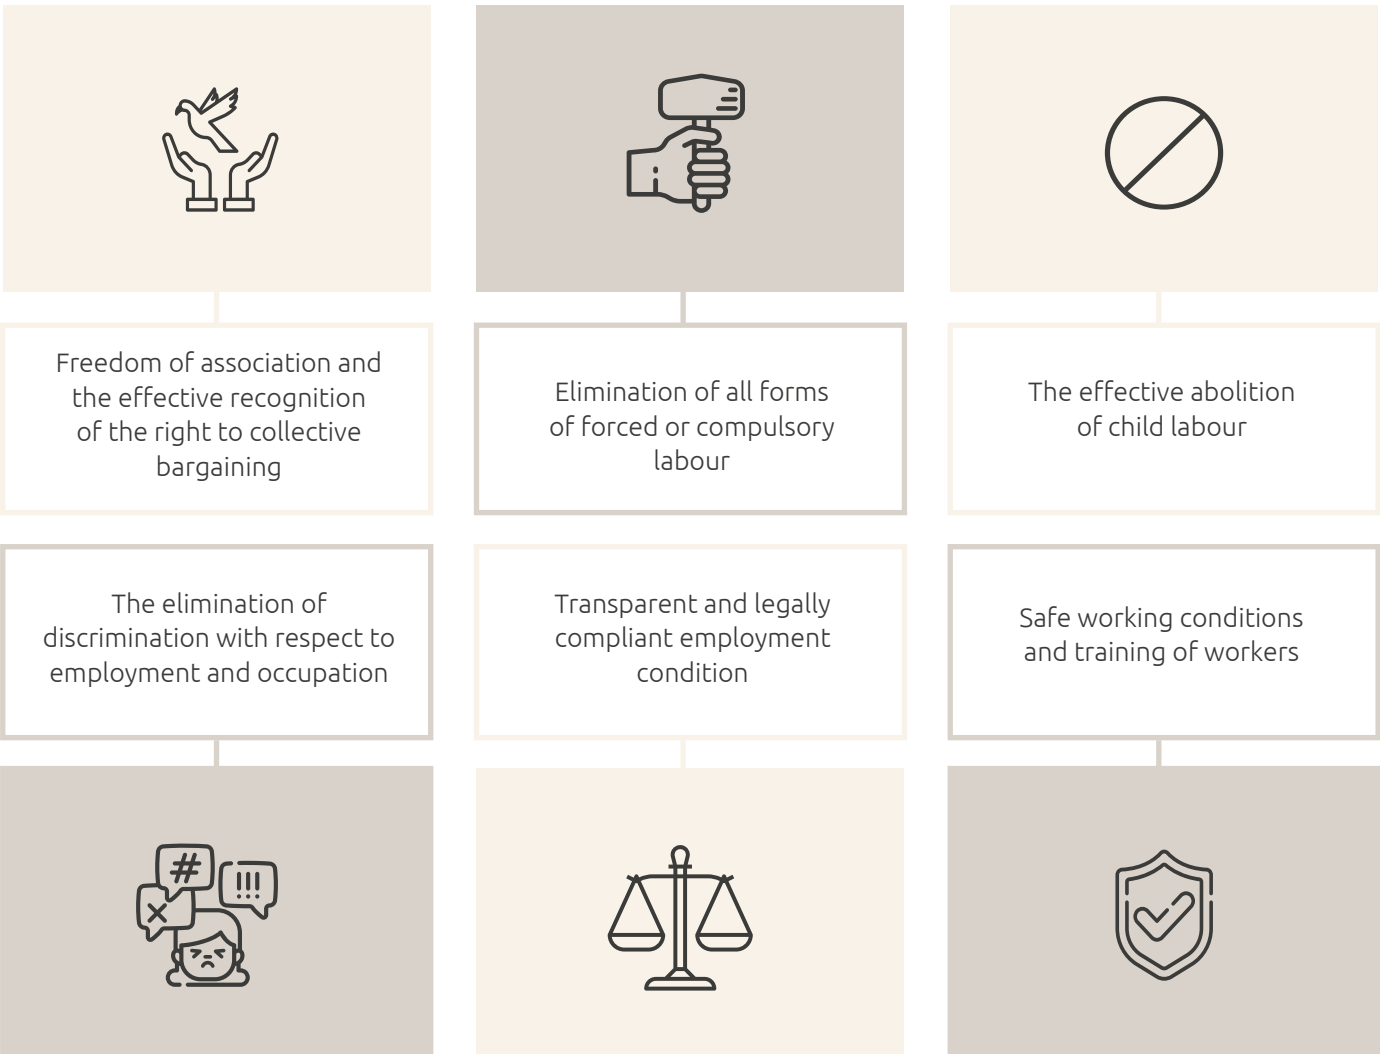 Freedom of association and
the effective recognition
of the right to collective
bargaining
Elimination of all forms
of forced or compulsory
labour
The effective abolition
of child labour
The elimination of
discrimination with respect to
employment and occupation
Transparent and legally
compliant employment
condition
Safe working conditions
and training of workers